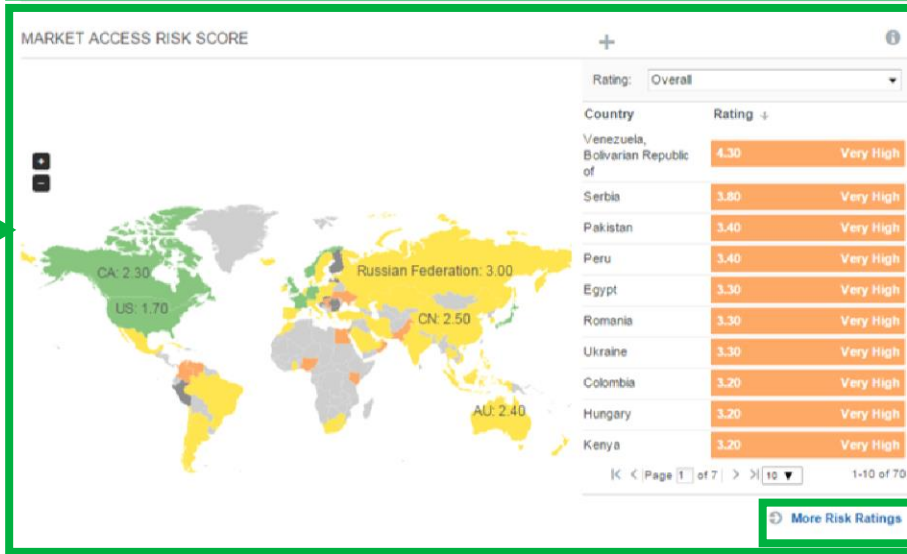 MARKET ACCESS RISK SCORE
Rating: Overall
Country Rating
Venezuela,
Bolivarian Republic
of
4.30 Very High
Serbia 3.80 Very High
Pakistan 3.40 Very High
Peru 3.40 Very High
Egypt 3.30 Very High
Romania 3.30 Very High
Ukraine 3.30 Very High
Colombia 3.20 Very High
Hungary 3.20 Very High
Kenya 3.20 Very High
Page 1 of 7 10 1-10 of 70
More Risk Ratings
CA: 2.30
US: 1.70
Russian Federation: 3.00
CN: 2.50
AU: 2.40